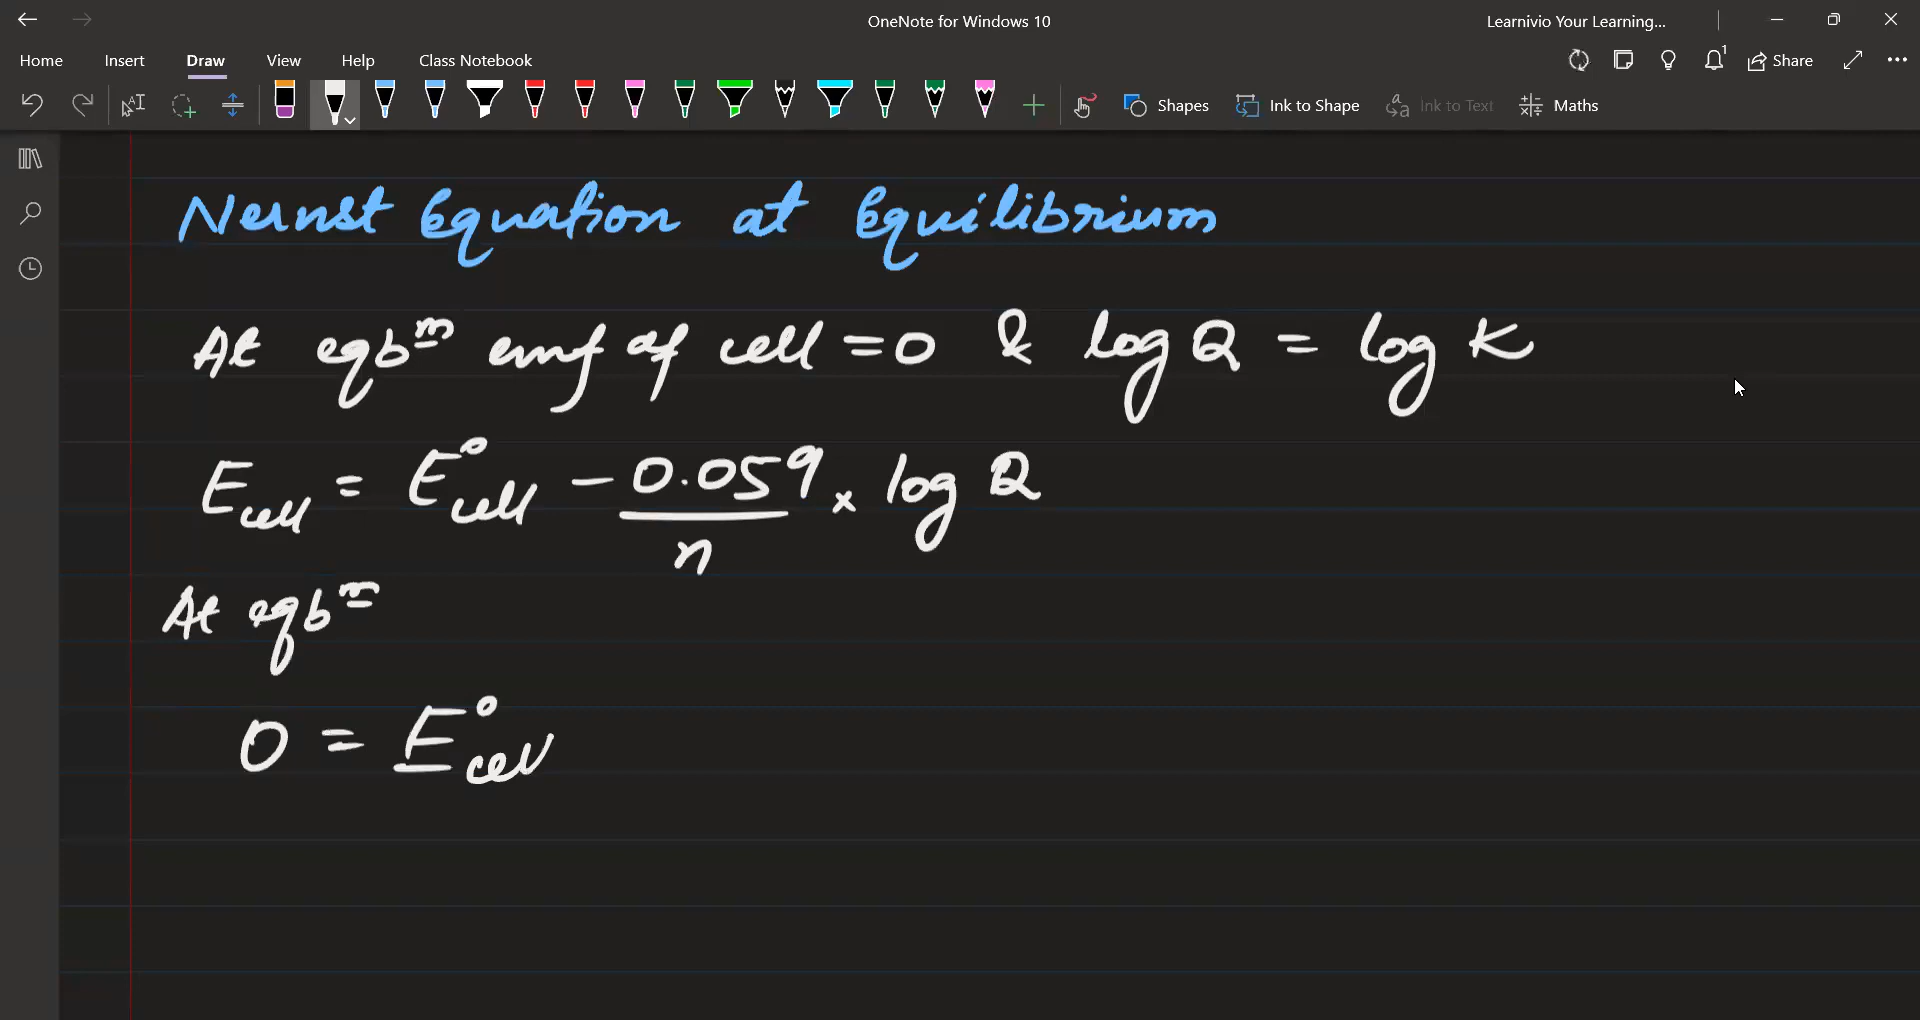 OneNote for Windows 10
Learnivio Your Learning...
Home Insert Draw View Help Class Notebook
1 Share
Shapes Ink to Shape Ink to Text Maths
Nernst Equation at Equilibrium
At eqbᵐ emf of cell = 0 & log Q = log K
E cell = E° cell - 0.059/n × log Q
At eqbᵐ
0 = E° cell